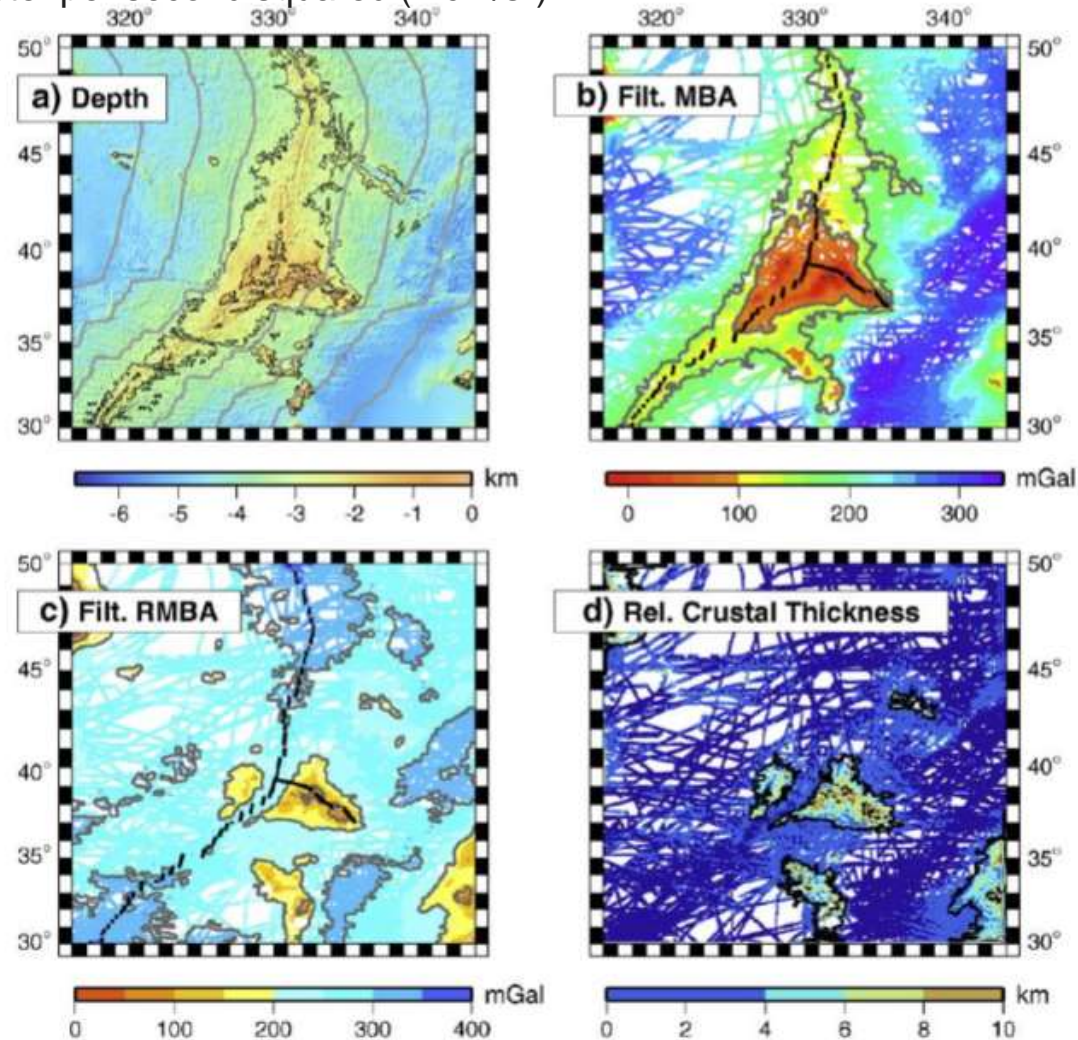 320° 330° 340°
320° 330° 340°
50°
50°
a) Depth
b) Filt. MBA
45°
45°
40°
40°
35°
35°
30°
30°
km
mGal
-6 -5 -4 -3 -2 -1 0
0 100 200 300
50°
50°
c) Filt. RMBA
d) Rel. Crustal Thickness
45°
45°
40°
40°
35°
35°
30°
30°
mGal
km
0 100 200 300 400
0 2 4 6 8 10